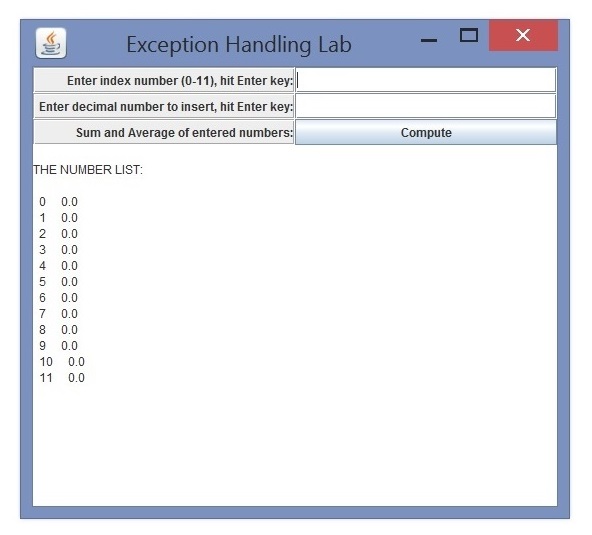 Exception Handling Lab
Enter index number (0-11), hit Enter key:
Enter decimal number to insert, hit Enter key:
Sum and Average of entered numbers: Compute
THE NUMBER LIST:
0 0.0
1 0.0
2 0.0
3 0.0
4 0.0
5 0.0
6 0.0
7 0.0
8 0.0
9 0.0
10 0.0
11 0.0